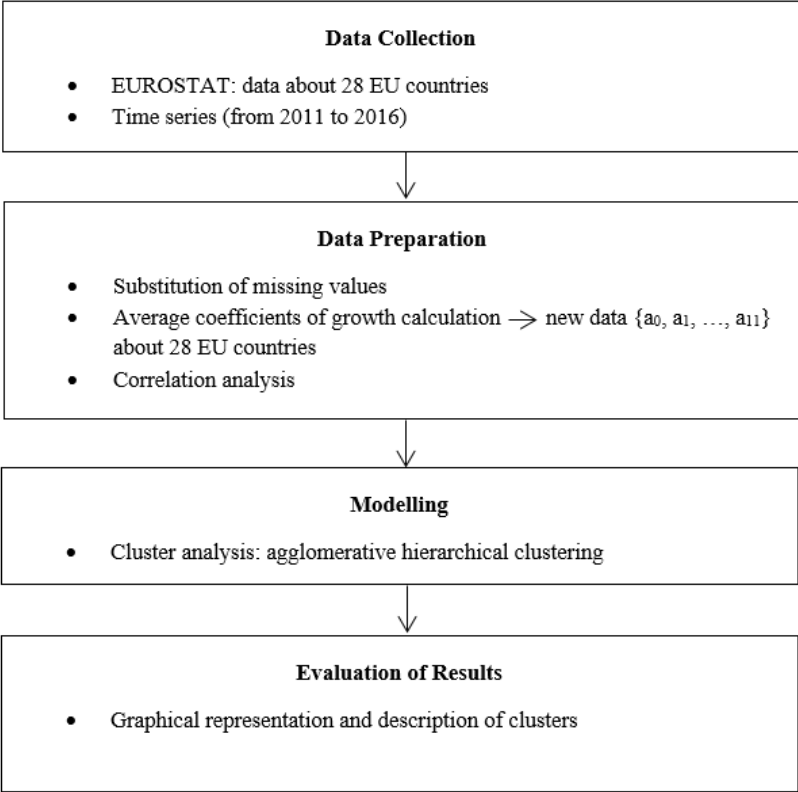 Data Collection
• EUROSTAT: data about 28 EU countries
• Time series (from 2011 to 2016)
Data Preparation
• Substitution of missing values
• Average coefficients of growth calculation → new data {a₀, a₁, …, a₁₁}
about 28 EU countries
• Correlation analysis
Modelling
• Cluster analysis: agglomerative hierarchical clustering
Evaluation of Results
• Graphical representation and description of clusters